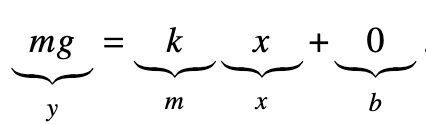 mg = k x + 0 .
y m x b